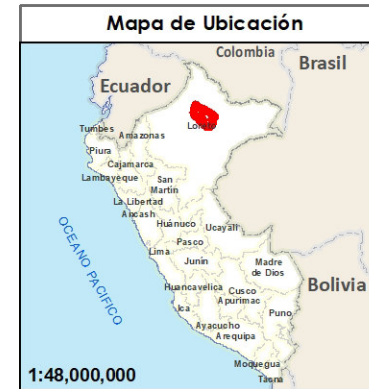 Mapa de Ubicación
Colombia
Brasil
Ecuador
Loreto
Tumbes
Amazonas
Piura
Cajamarca
Lambayeque
San
Martín
La Libertad
Ancash
Huánuco
Ucayali
Pasco
Lima
Junín
Madre
de Dios
OCEANO PACIFICO
Huancavelica
Cusco
Bolivia
Apurimac
Ica
Puno
Ayacucho
Arequipa
Moquegua
Tacna
1:48,000,000